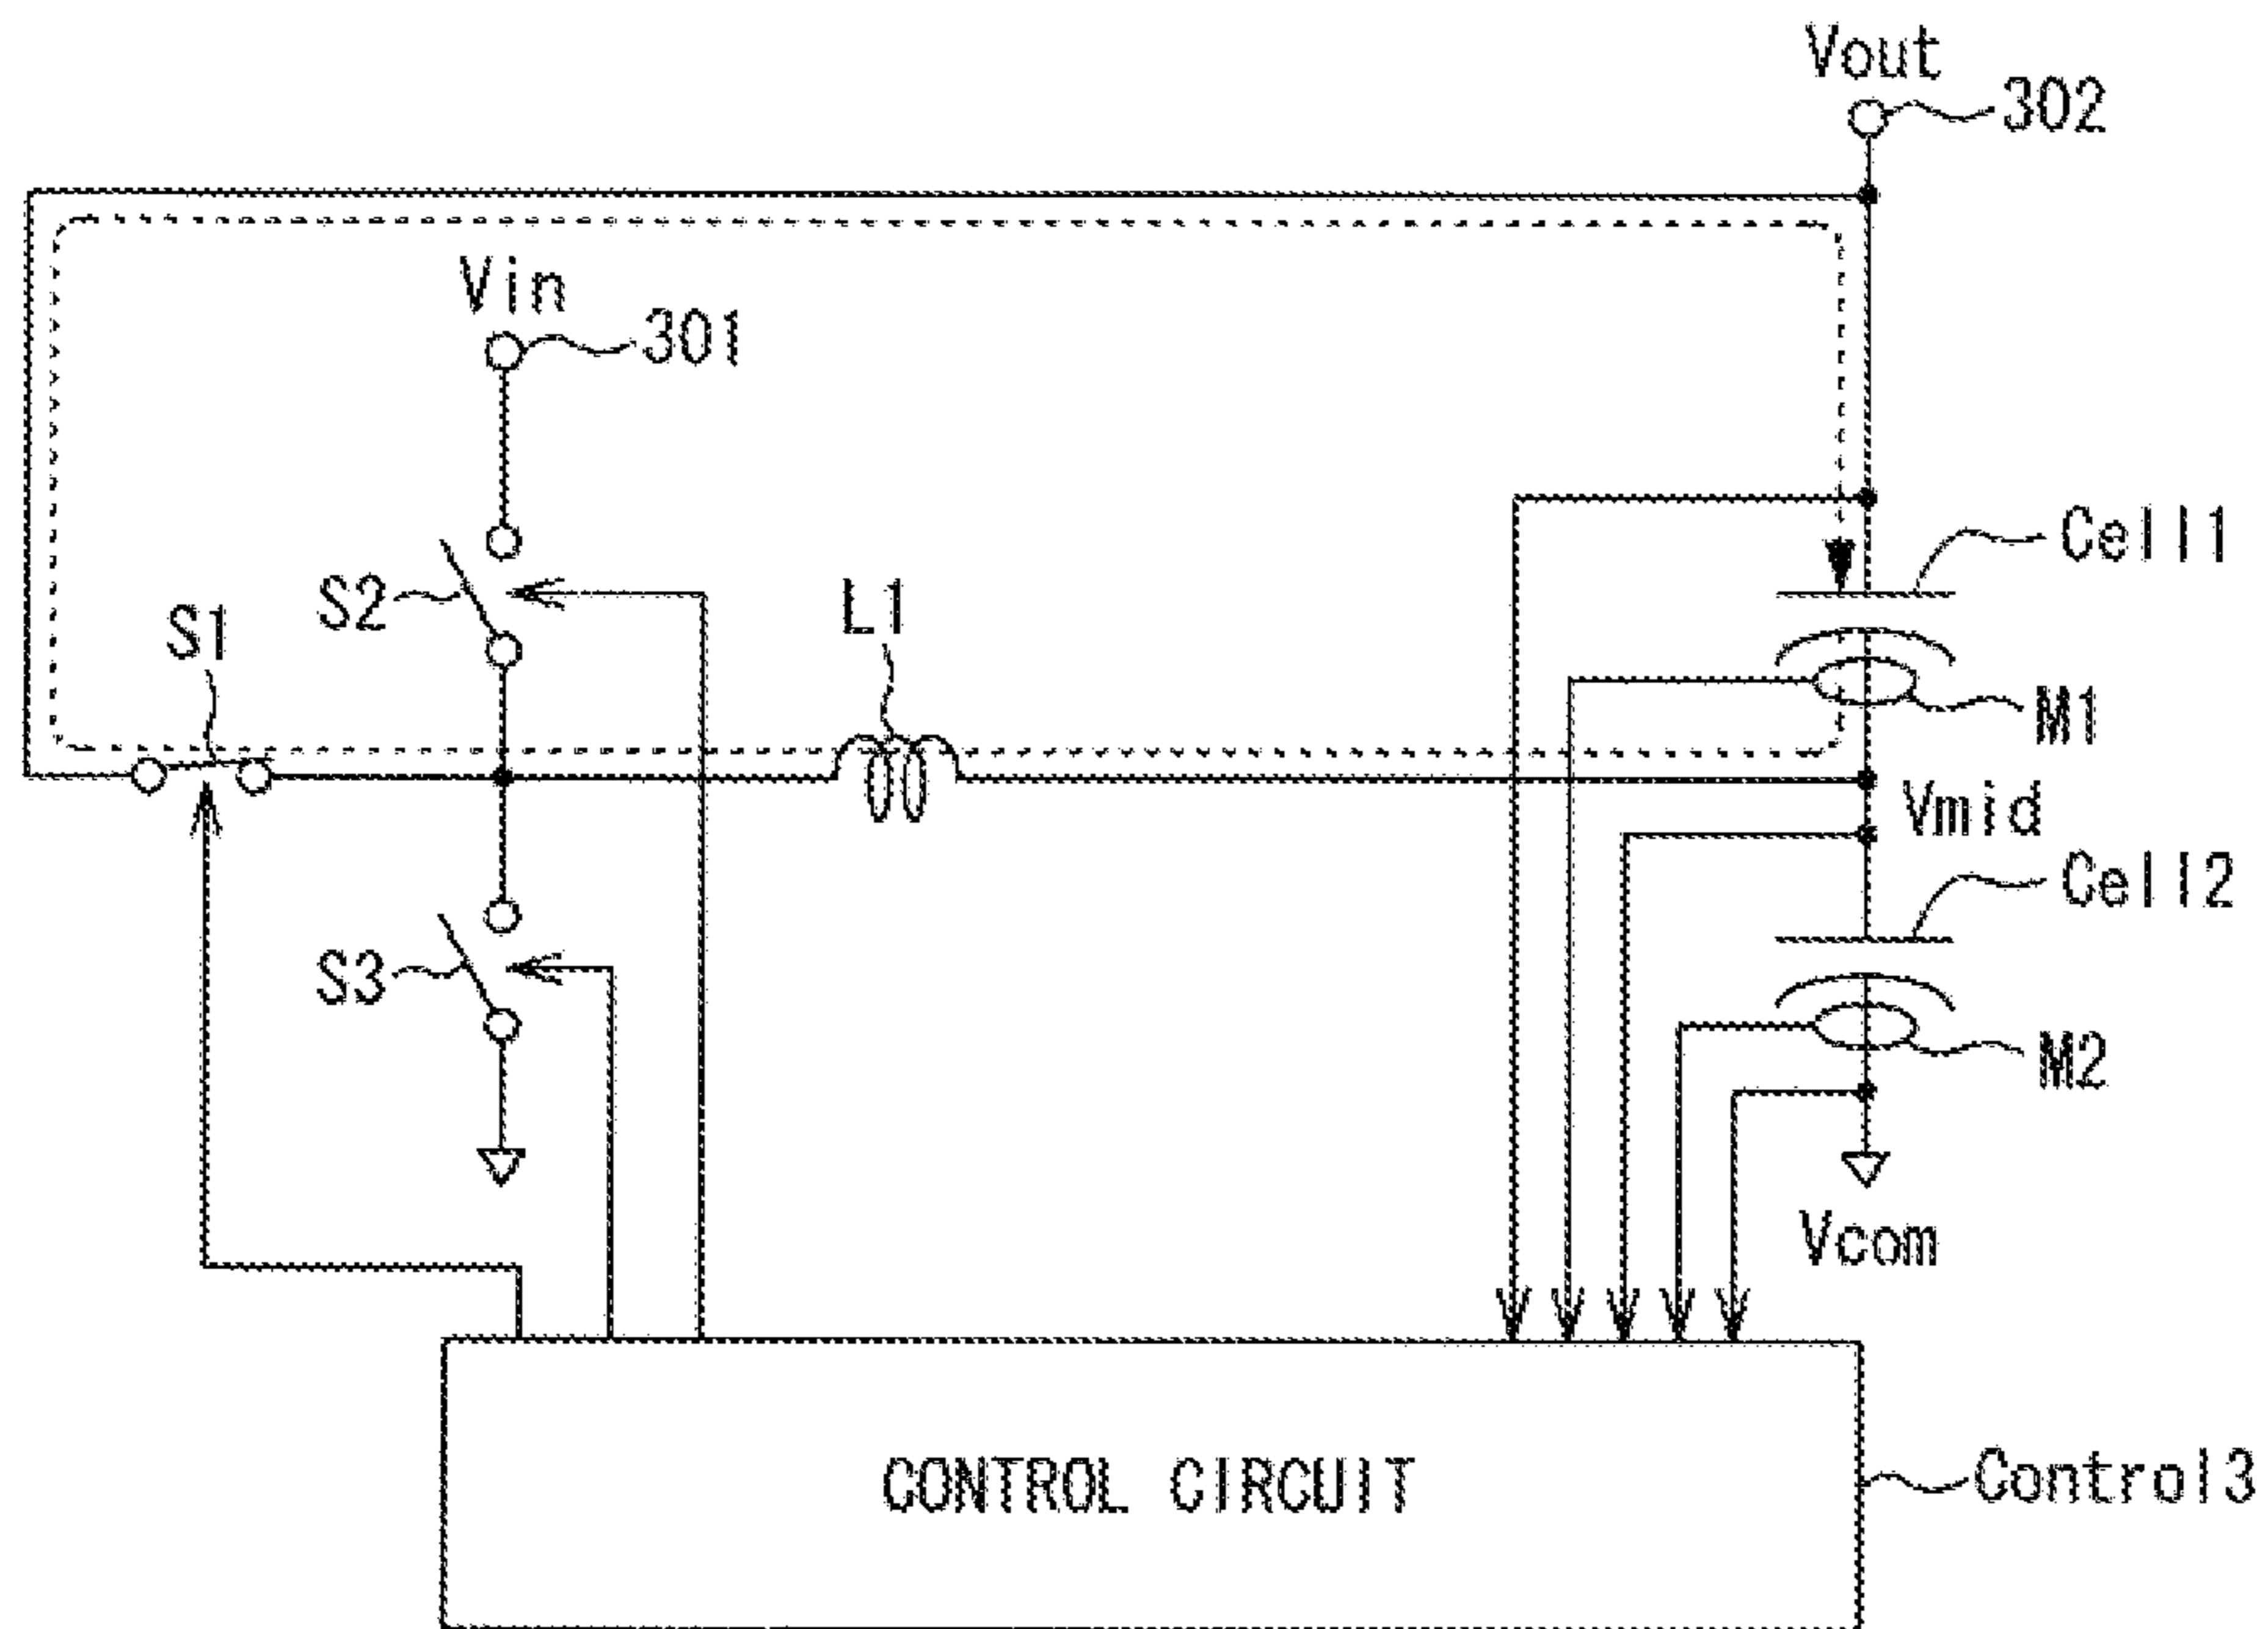 Vout
302
Vin
301
Cell1
S2
L1
S1
M1
Vmid
Cell2
S3
M2
Vcom
CONTROL CIRCUIT
Control3